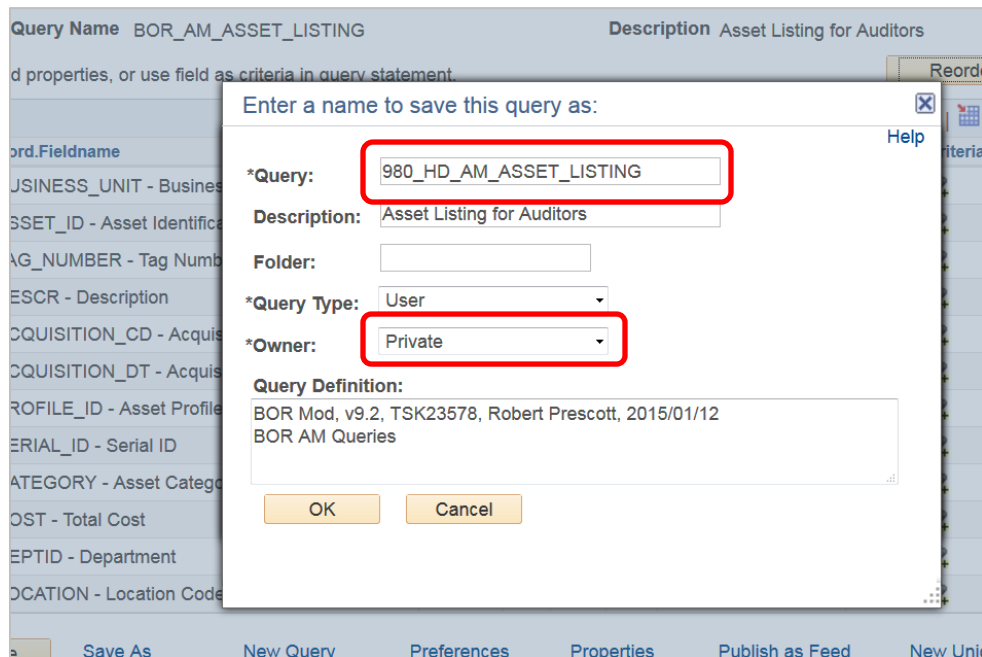 Query Name BOR_AM_ASSET_LISTING Description Asset Listing for Auditors
d properties, or use field as criteria in query statement.
Reord
Enter a name to save this query as:
Help
ord.Fieldname
*Query: 980_HD_AM_ASSET_LISTING
USINESS_UNIT - Busines
Description: Asset Listing for Auditors
SSET_ID - Asset Identifica
AG_NUMBER - Tag Numb
Folder:
ESCR - Description
*Query Type: User
CQUISITION_CD - Acquis
*Owner: Private
CQUISITION_DT - Acquis
Query Definition:
ROFILE_ID - Asset Profile
BOR Mod, v9.2, TSK23578, Robert Prescott, 2015/01/12
BOR AM Queries
ERIAL_ID - Serial ID
ATEGORY - Asset Catego
OK Cancel
OST - Total Cost
EPTID - Department
OCATION - Location Code
Save As New Query Preferences Properties Publish as Feed New Unio